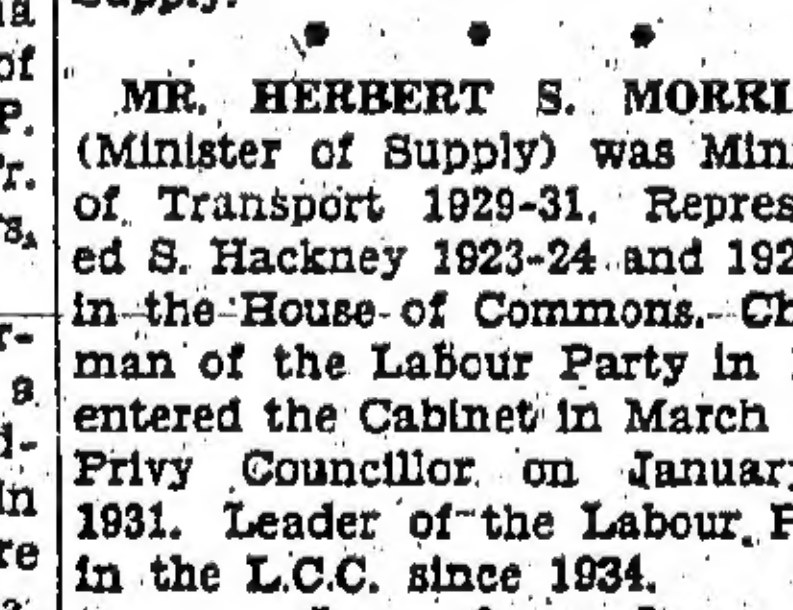 MR. HERBERT S. MORRI
(Minister of Supply) was Mini
of Transport 1929-31. Repres
ed S. Hackney 1923-24 and 192
in the House of Commons. Ch
man of the Labour Party in
entered the Cabinet in March
Privy Councillor on January
1931. Leader of the Labour P
in the L.C.C. since 1934.